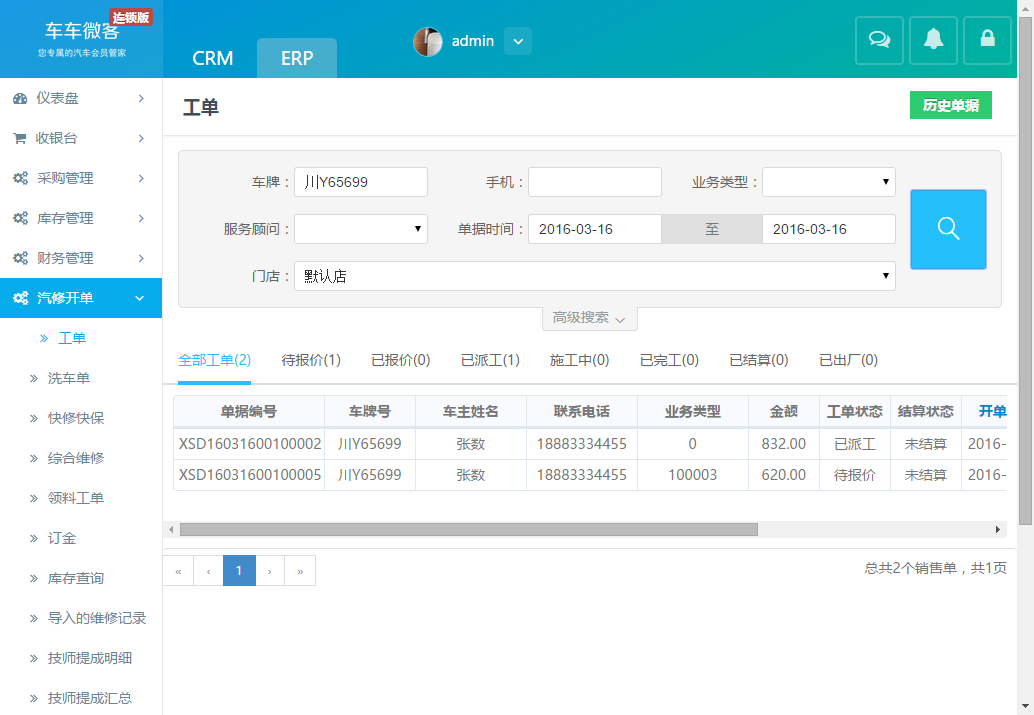 车车微客 连锁版
您专属的汽车会员管家
CRM ERP admin
仪表盘
收银台
采购管理
库存管理
财务管理
汽修开单
工单
洗车单
快修快保
综合维修
领料工单
订金
库存查询
导入的维修记录
技师提成明细
技师提成汇总
工单 历史单据
车牌： 川Y65699 手机： 业务类型：
服务顾问： 单据时间： 2016-03-16 至 2016-03-16
门店： 默认店
高级搜索
全部工单(2) 待报价(1) 已报价(0) 已派工(1) 施工中(0) 已完工(0) 已结算(0) 已出厂(0)
单据编号 车牌号 车主姓名 联系电话 业务类型 金额 工单状态 结算状态 开单
XSD16031600100002 川Y65699 张数 18883334455 0 832.00 已派工 未结算 2016-
XSD16031600100005 川Y65699 张数 18883334455 100003 620.00 待报价 未结算 2016-
« ‹ 1 › »
总共2个销售单，共1页